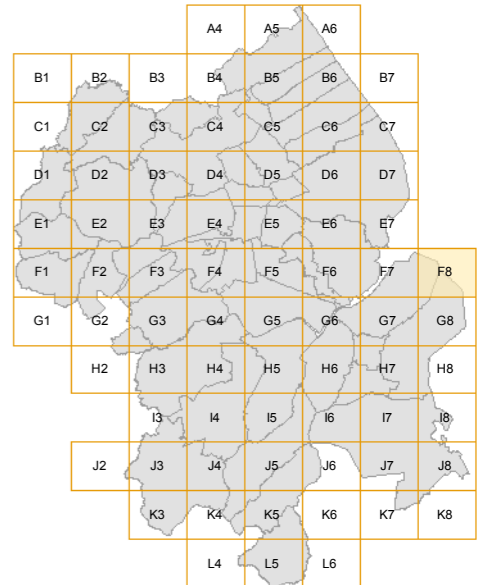 A4 A5 A6
B1 B2 B3 B4 B5 B6 B7
C1 C2 C3 C4 C5 C6 C7
D1 D2 D3 D4 D5 D6 D7
E1 E2 E3 E4 E5 E6 E7
F1 F2 F3 F4 F5 F6 F7 F8
G1 G2 G3 G4 G5 G6 G7 G8
H2 H3 H4 H5 H6 H7 H8
I3 I4 I5 I6 I7 I8
J2 J3 J4 J5 J6 J7 J8
K3 K4 K5 K6 K7 K8
L4 L5 L6